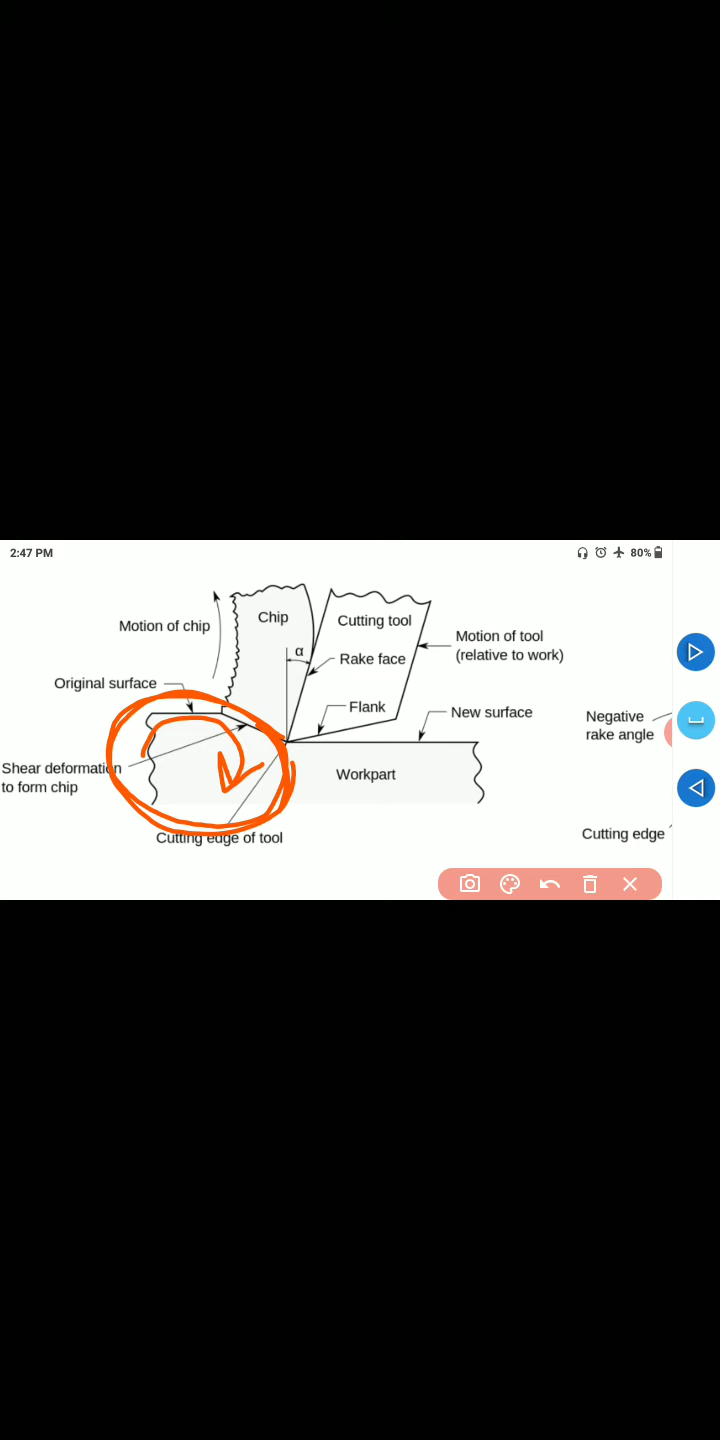 2:47 PM
80%
Motion of chip
Chip
Cutting tool
α
Rake face
Motion of tool
(relative to work)
Original surface
Flank
New surface
Negative
rake angle
Shear deformation
to form chip
Workpart
Cutting edge of tool
Cutting edge